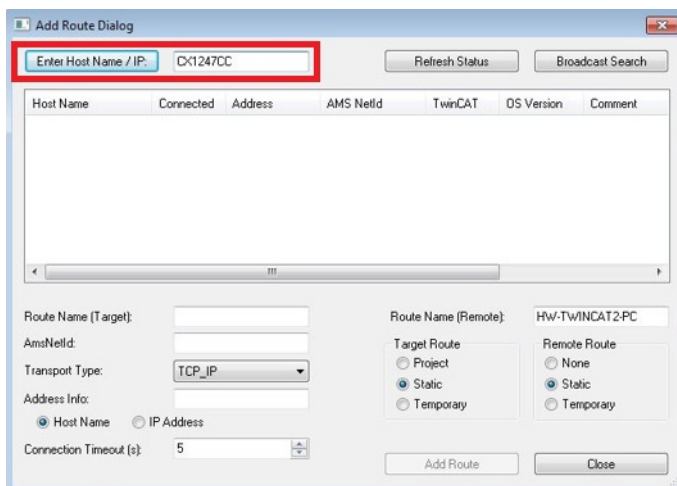 Add Route Dialog
Enter Host Name / IP: CX1247CC Refresh Status Broadcast Search
Host Name Connected Address AMS NetId TwinCAT OS Version Comment
Route Name (Target): Route Name (Remote): HW-TWINCAT2-PC
AmsNetId: Target Route Remote Route
Transport Type: TCP_IP Project None
Address Info: Static Static
Host Name IP Address Temporary Temporary
Connection Timeout (s): 5
Add Route Close